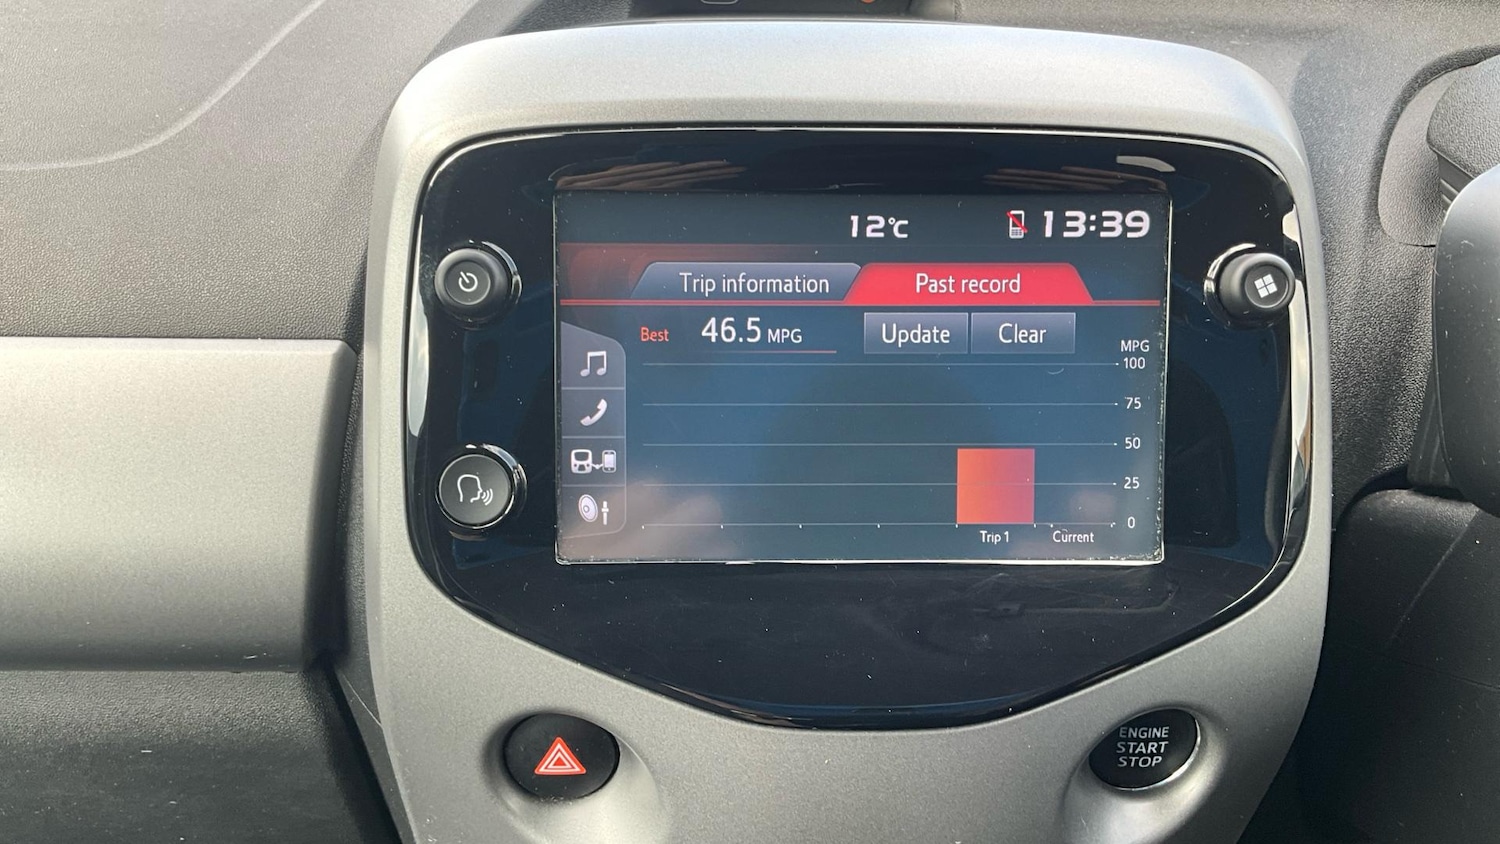 12°C 13:39
Trip information Past record
Best 46.5 MPG Update Clear
MPG
100
75
50
25
0
Trip 1 Current
ENGINE
START
STOP